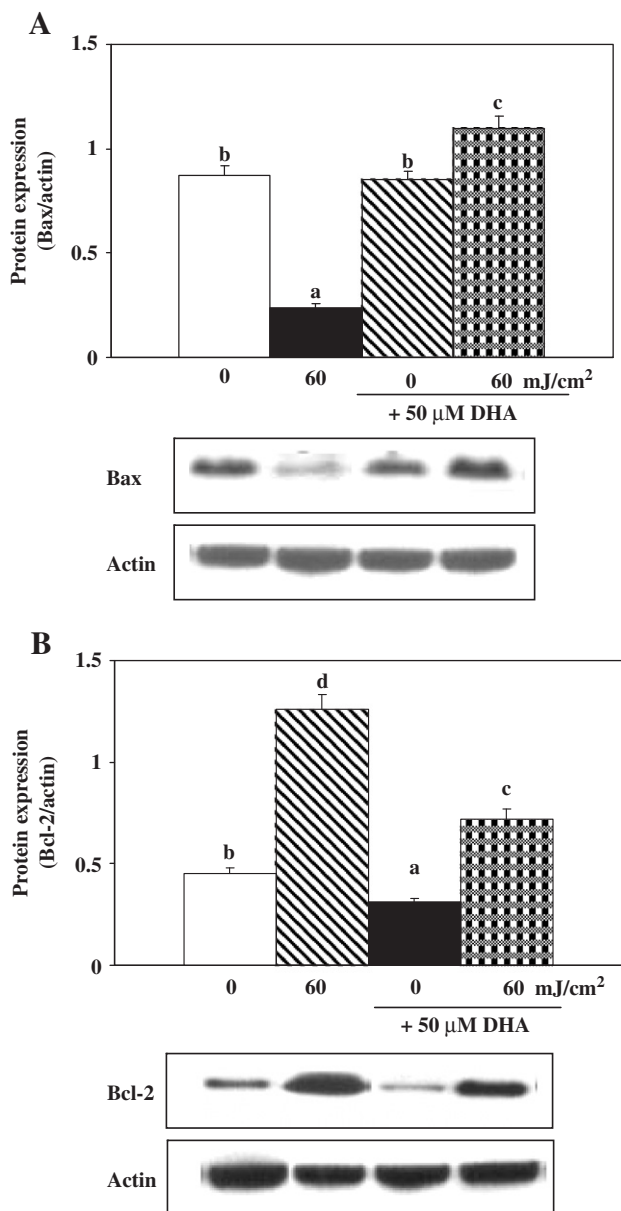 A
1.5
c
b
b
1
Protein expression
(Bax/actin)
0.5
a
0
0 60 0 60 mJ/cm²
+ 50 μM DHA
Bax
Actin
B
1.5
d
1
Protein expression
(Bcl-2/actin)
c
0.5
b
a
0
0 60 0 60 mJ/cm²
+ 50 μM DHA
Bcl-2
Actin